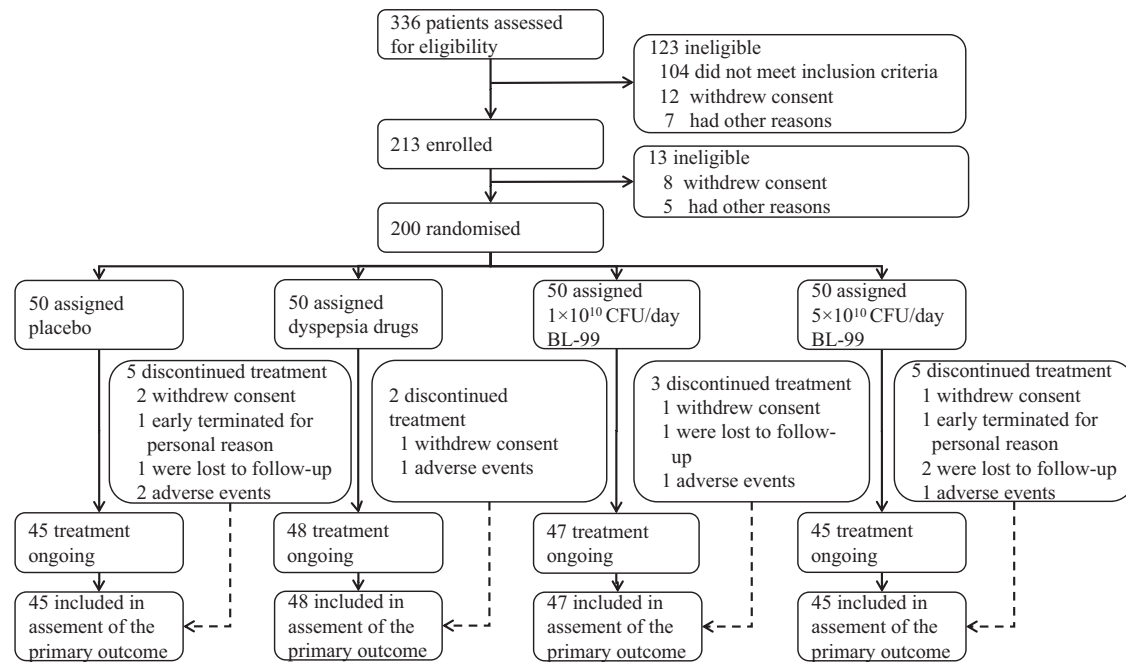 336 patients assessed
for eligibility
123 ineligible
104 did not meet inclusion criteria
12 withdrew consent
7 had other reasons
213 enrolled
13 ineligible
8 withdrew consent
5 had other reasons
200 randomised
50 assigned
placebo
50 assigned
dyspepsia drugs
50 assigned
1×10¹⁰ CFU/day
BL-99
50 assigned
5×10¹⁰ CFU/day
BL-99
5 discontinued treatment
2 withdrew consent
1 early terminated for
personal reason
1 were lost to follow-up
2 adverse events
2 discontinued
treatment
1 withdrew consent
1 adverse events
3 discontinued treatment
1 withdrew consent
1 were lost to follow-
up
1 adverse events
5 discontinued treatment
1 withdrew consent
1 early terminated for
personal reason
2 were lost to follow-up
1 adverse events
45 treatment
ongoing
48 treatment
ongoing
47 treatment
ongoing
45 treatment
ongoing
45 included in
assement of the
primary outcome
48 included in
assement of the
primary outcome
47 included in
assement of the
primary outcome
45 included in
assement of the
primary outcome